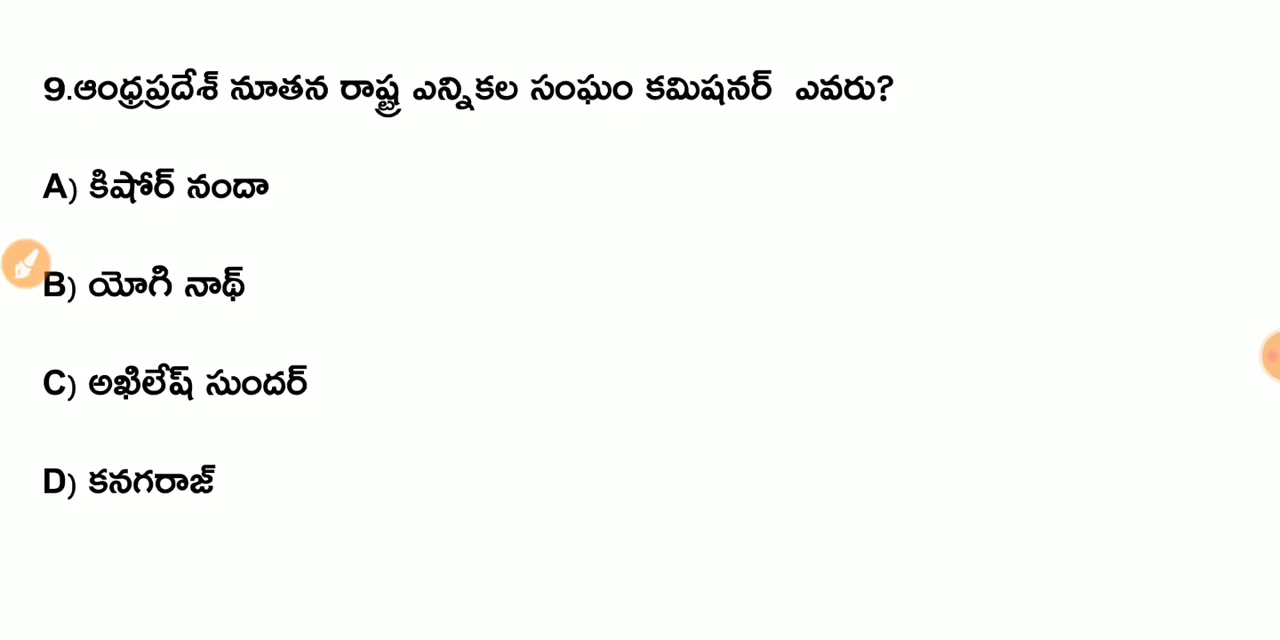 9.ఆంధ్రప్రదేశ్ నూతన రాష్ట్ర ఎన్నికల సంఘం కమిషనర్ ఎవరు?
A) కిషోర్ నందా
B) యోగి నాథ్
C) అఖిలేష్ సుందర్
D) కనగరాజ్